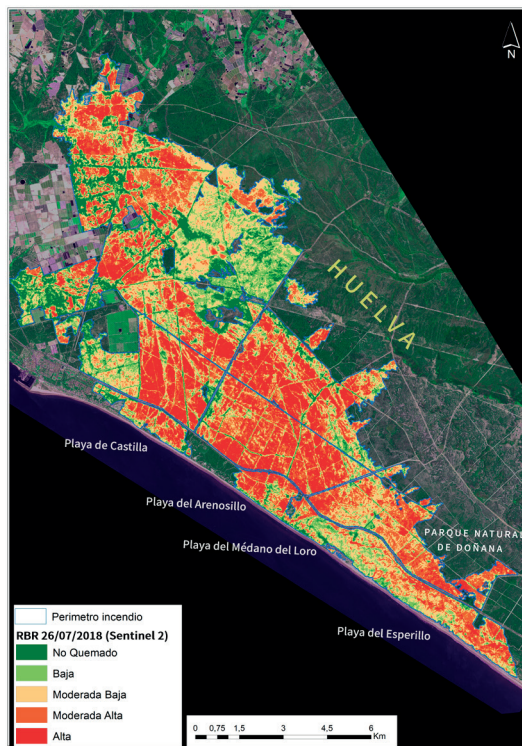 N
HUELVA
Playa de Castilla
Playa del Arenosillo
PARQUE NATURAL
DE DOÑANA
Playa del Médano del Loro
Playa del Esperillo
Perimetro incendio
RBR 26/07/2018 (Sentinel 2)
No Quemado
Baja
Moderada Baja
Moderada Alta
Alta
0 0,75 1,5 3 4,5 6
Km